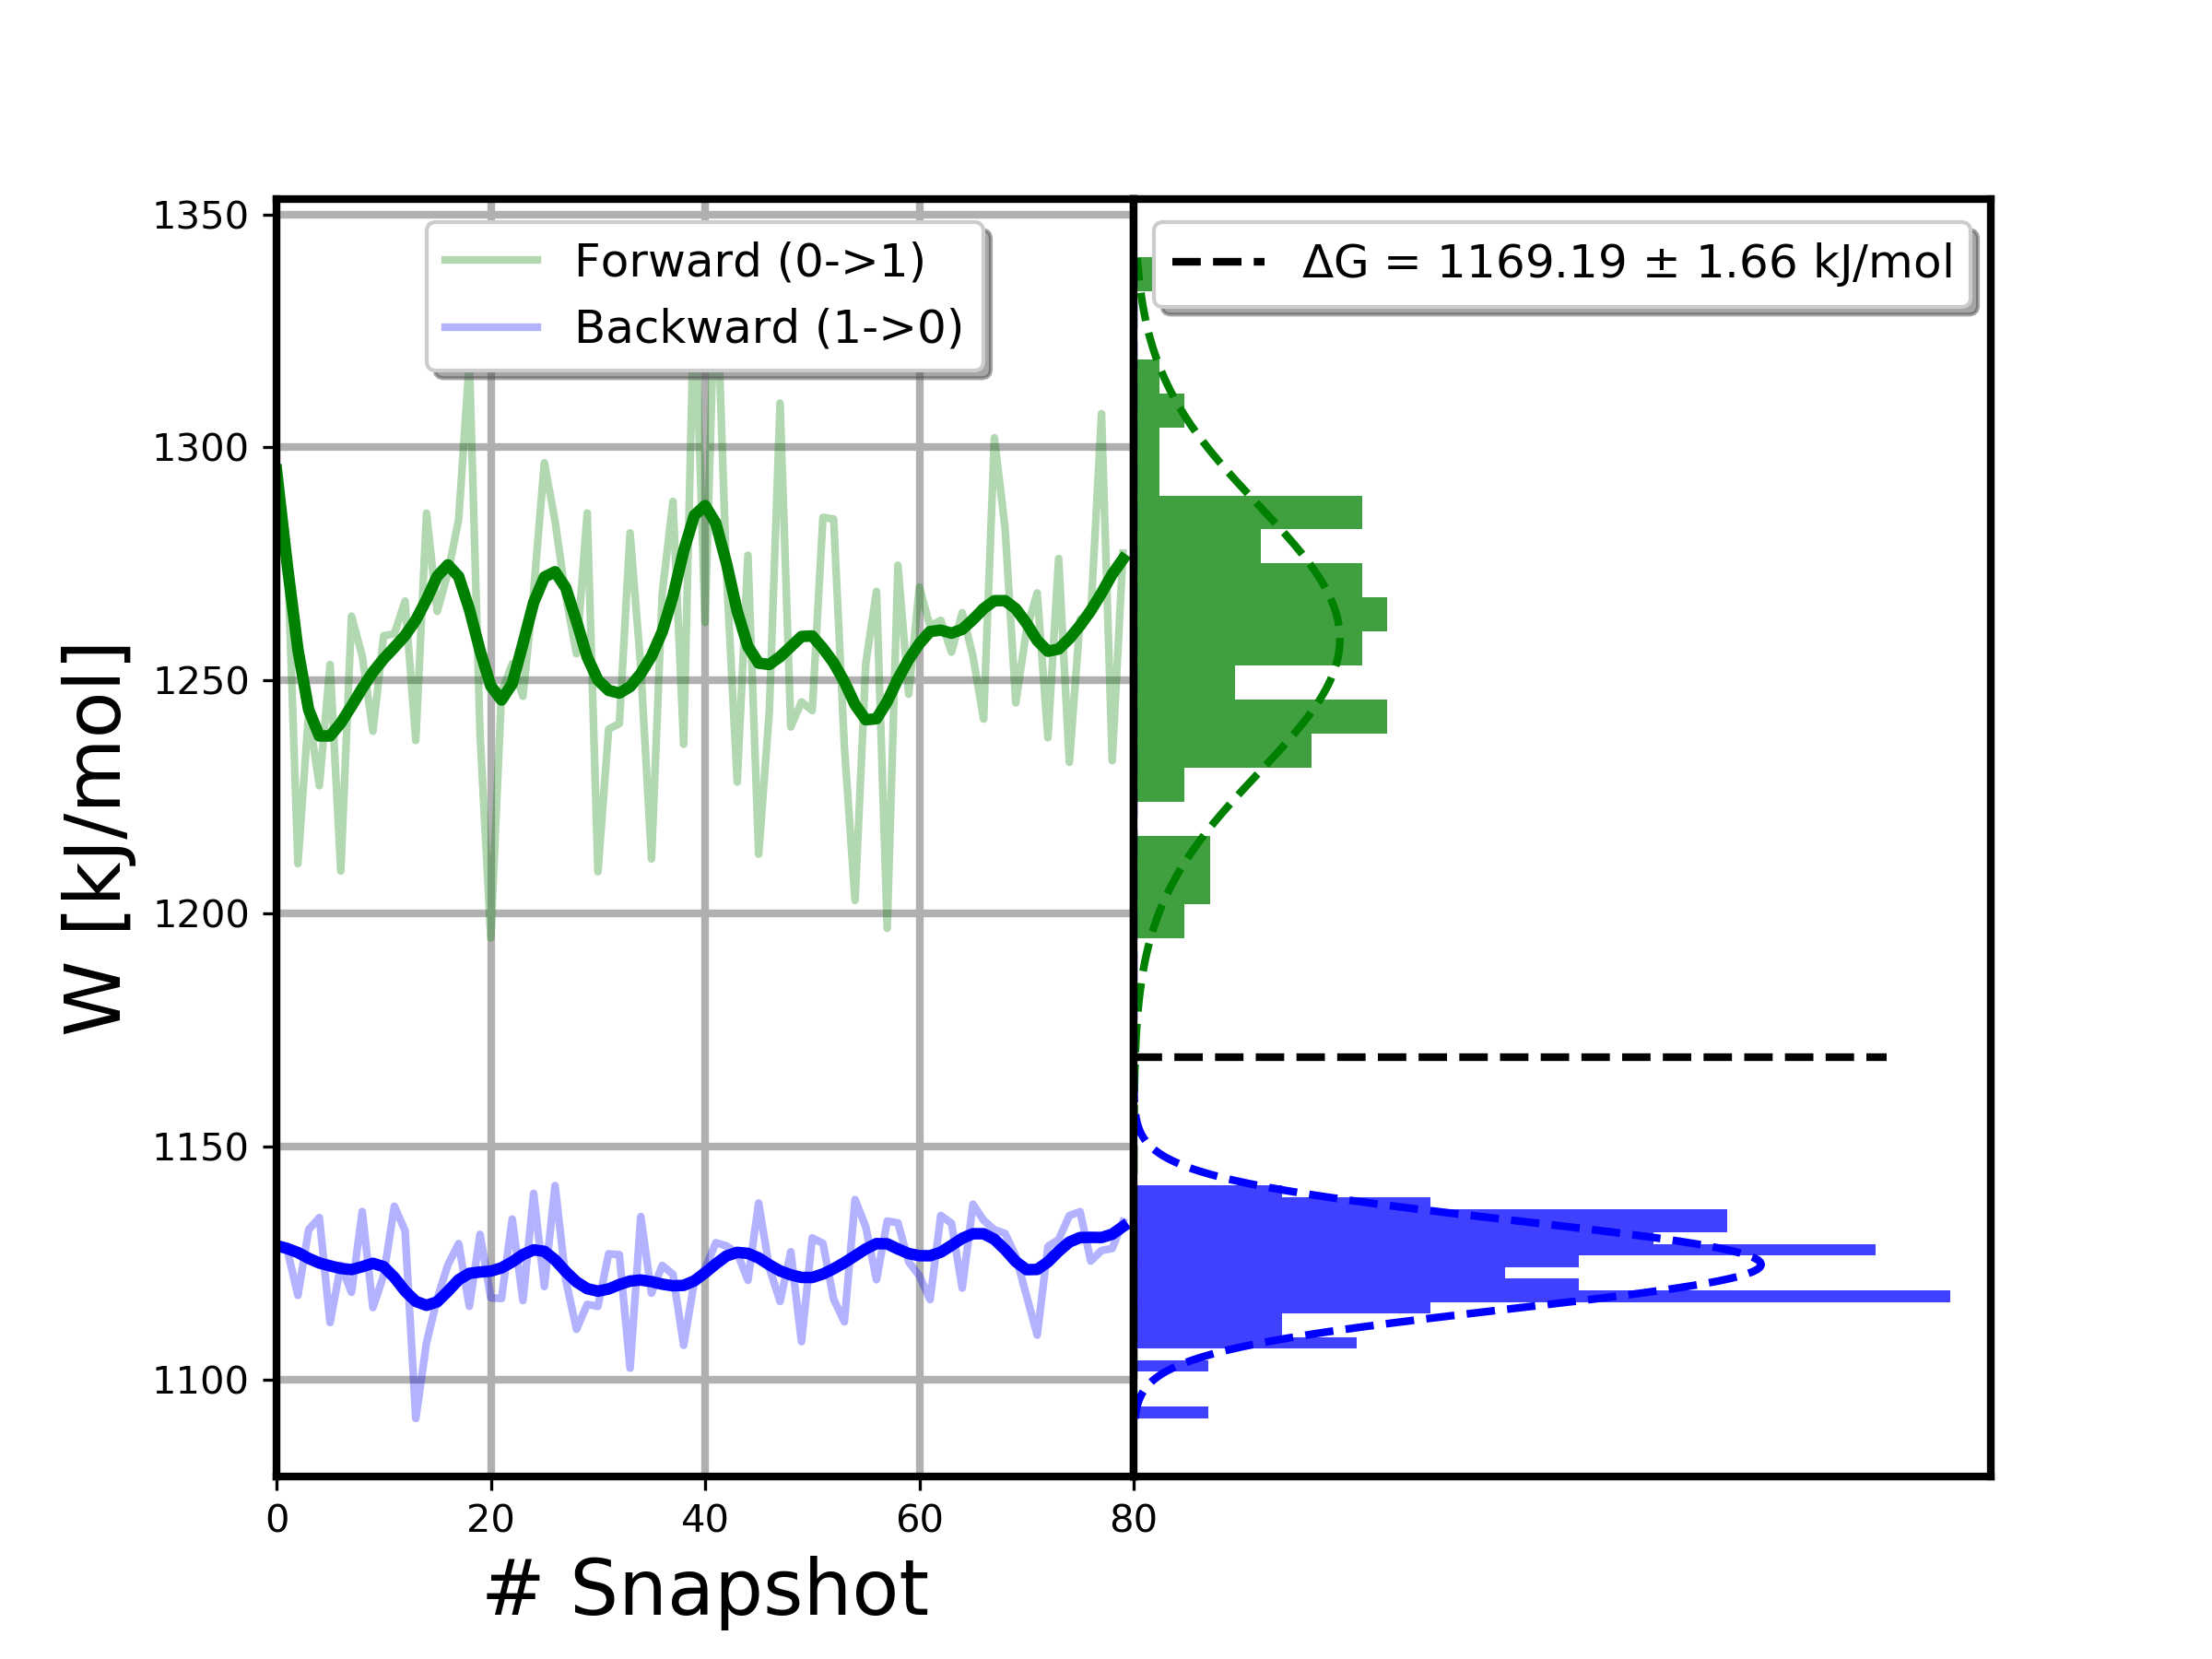 Forward (0->1)
Backward (1->0)
ΔG = 1169.19 ± 1.66 kJ/mol
W [kJ/mol]
1350
1300
1250
1200
1150
1100
0 20 40 60 80
# Snapshot